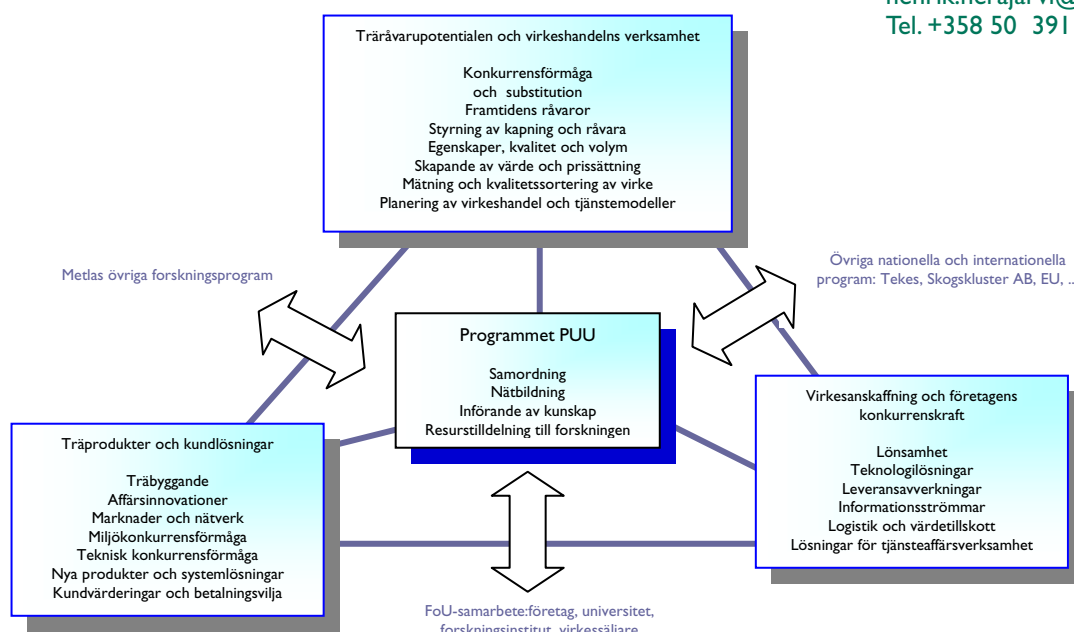 Tel. +358 50 391
Träråvarupotentialen och virkeshandelns verksamhet
Konkurrensförmåga
och substitution
Framtidens råvaror
Styrning av kapning och råvara
Egenskaper, kvalitet och volym
Skapande av värde och prissättning
Mätning och kvalitetssortering av virke
Planering av virkeshandel och tjänstemodeller
Metlas övriga forskningsprogram
Övriga nationella och internationella
program: Tekes, Skogskluster AB, EU, ..
Programmet PUU
Samordning
Nätbildning
Införande av kunskap
Resurstilldelning till forskningen
Träprodukter och kundlösningar
Träbyggande
Affärsinnovationer
Marknader och nätverk
Miljökonkurrensförmåga
Teknisk konkurrensförmåga
Nya produkter och systemlösningar
Kundvärderingar och betalningsvilja
Virkesanskaffning och företagens
konkurrenskraft
Lönsamhet
Teknologilösningar
Leveransavverkningar
Informationsströmmar
Logistik och värdetillskott
Lösningar för tjänsteaffärsverksamhet
FoU-samarbete:företag, universitet,
forskningsinstitut, virkessäljare